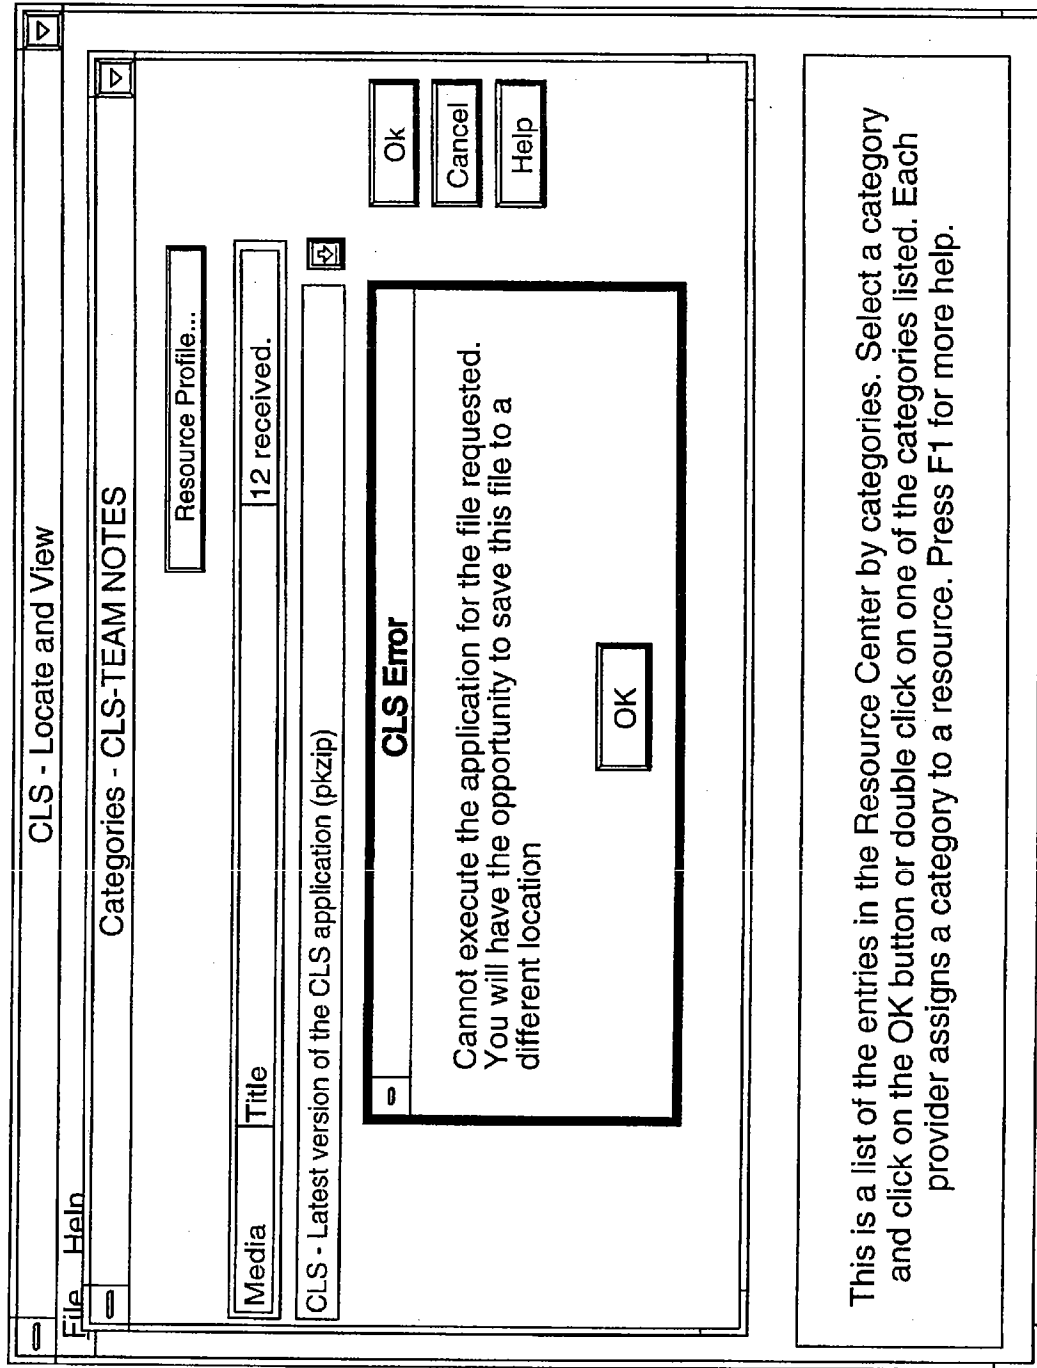 CLS - Locate and View
File Help
Categories - CLS-TEAM NOTES
Resource Profile...
Media Title 12 received.
CLS - Latest version of the CLS application (pkzip)
Ok
Cancel
Help
CLS Error
Cannot execute the application for the file requested.
You will have the opportunity to save this file to a
different location
OK
This is a list of the entries in the Resource Center by categories. Select a category
and click on the OK button or double click on one of the categories listed. Each
provider assigns a category to a resource. Press F1 for more help.